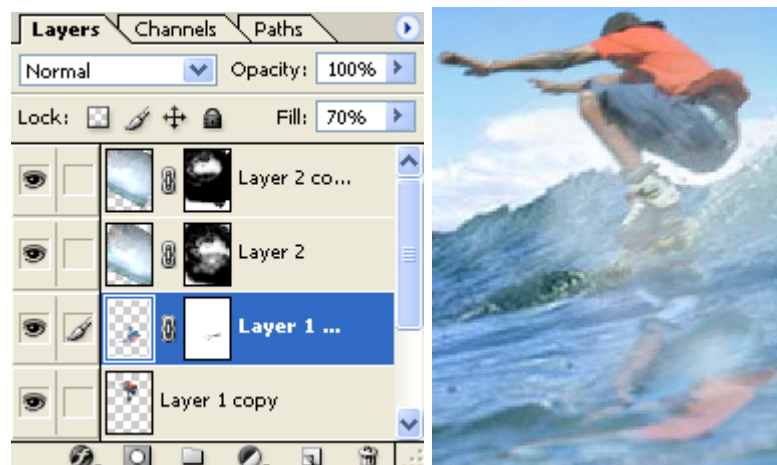 Layers Channels Paths
Normal Opacity: 100%
Lock: Fill: 70%
Layer 2 co...
Layer 2
Layer 1 ...
Layer 1 copy